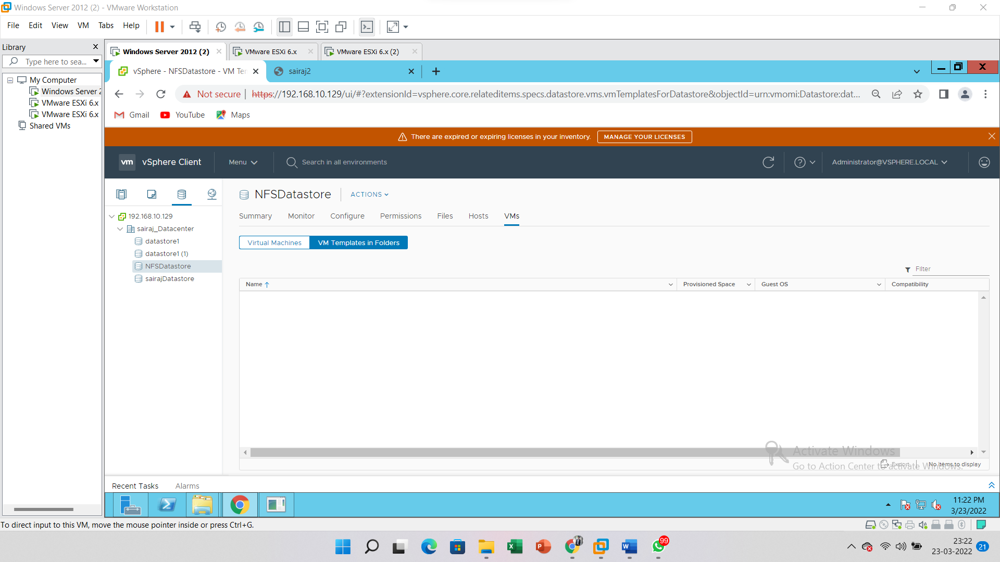 Windows Server 2012 (2) - VMware Workstation
File Edit View VM Tabs Help
Library
Type here to sea...
My Computer
Windows Server 2
VMware ESXi 6.x
VMware ESXi 6.x
Shared VMs
Windows Server 2012 (2) VMware ESXi 6.x VMware ESXi 6.x (2)
vSphere - NFSDatastore - VM Ter sairaj2
Not secure https://192.168.10.129/ui/#?extensionId=vsphere.core.relateditems.specs.datastore.vms.vmTemplatesForDatastore&objectId=urn:vmomi:Datastore:dat...
Gmail YouTube Maps
There are expired or expiring licenses in your inventory. MANAGE YOUR LICENSES
vm vSphere Client Menu Search in all environments Administrator@VSPHERE.LOCAL
192.168.10.129
sairaj_Datacenter
datastore1
datastore1 (1)
NFSDatastore
sairajDatastore
NFSDatastore ACTIONS
Summary Monitor Configure Permissions Files Hosts VMs
Virtual Machines VM Templates in Folders
Filter
Name Provisioned Space Guest OS Compatibility
Activate Windows
Go to Action Center to activate Windows.
Export No items to display
Recent Tasks Alarms
11:22 PM
3/23/2022
To direct input to this VM, move the mouse pointer inside or press Ctrl+G.
99
23:22
23-03-2022
21